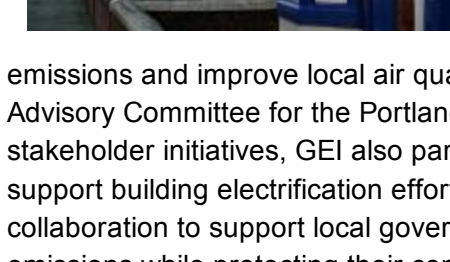 emissions and improve local air
Advisory Committee for the
stakeholder initiatives, GEI also
support building electrification
collaboration to support local
emissions while protecting their